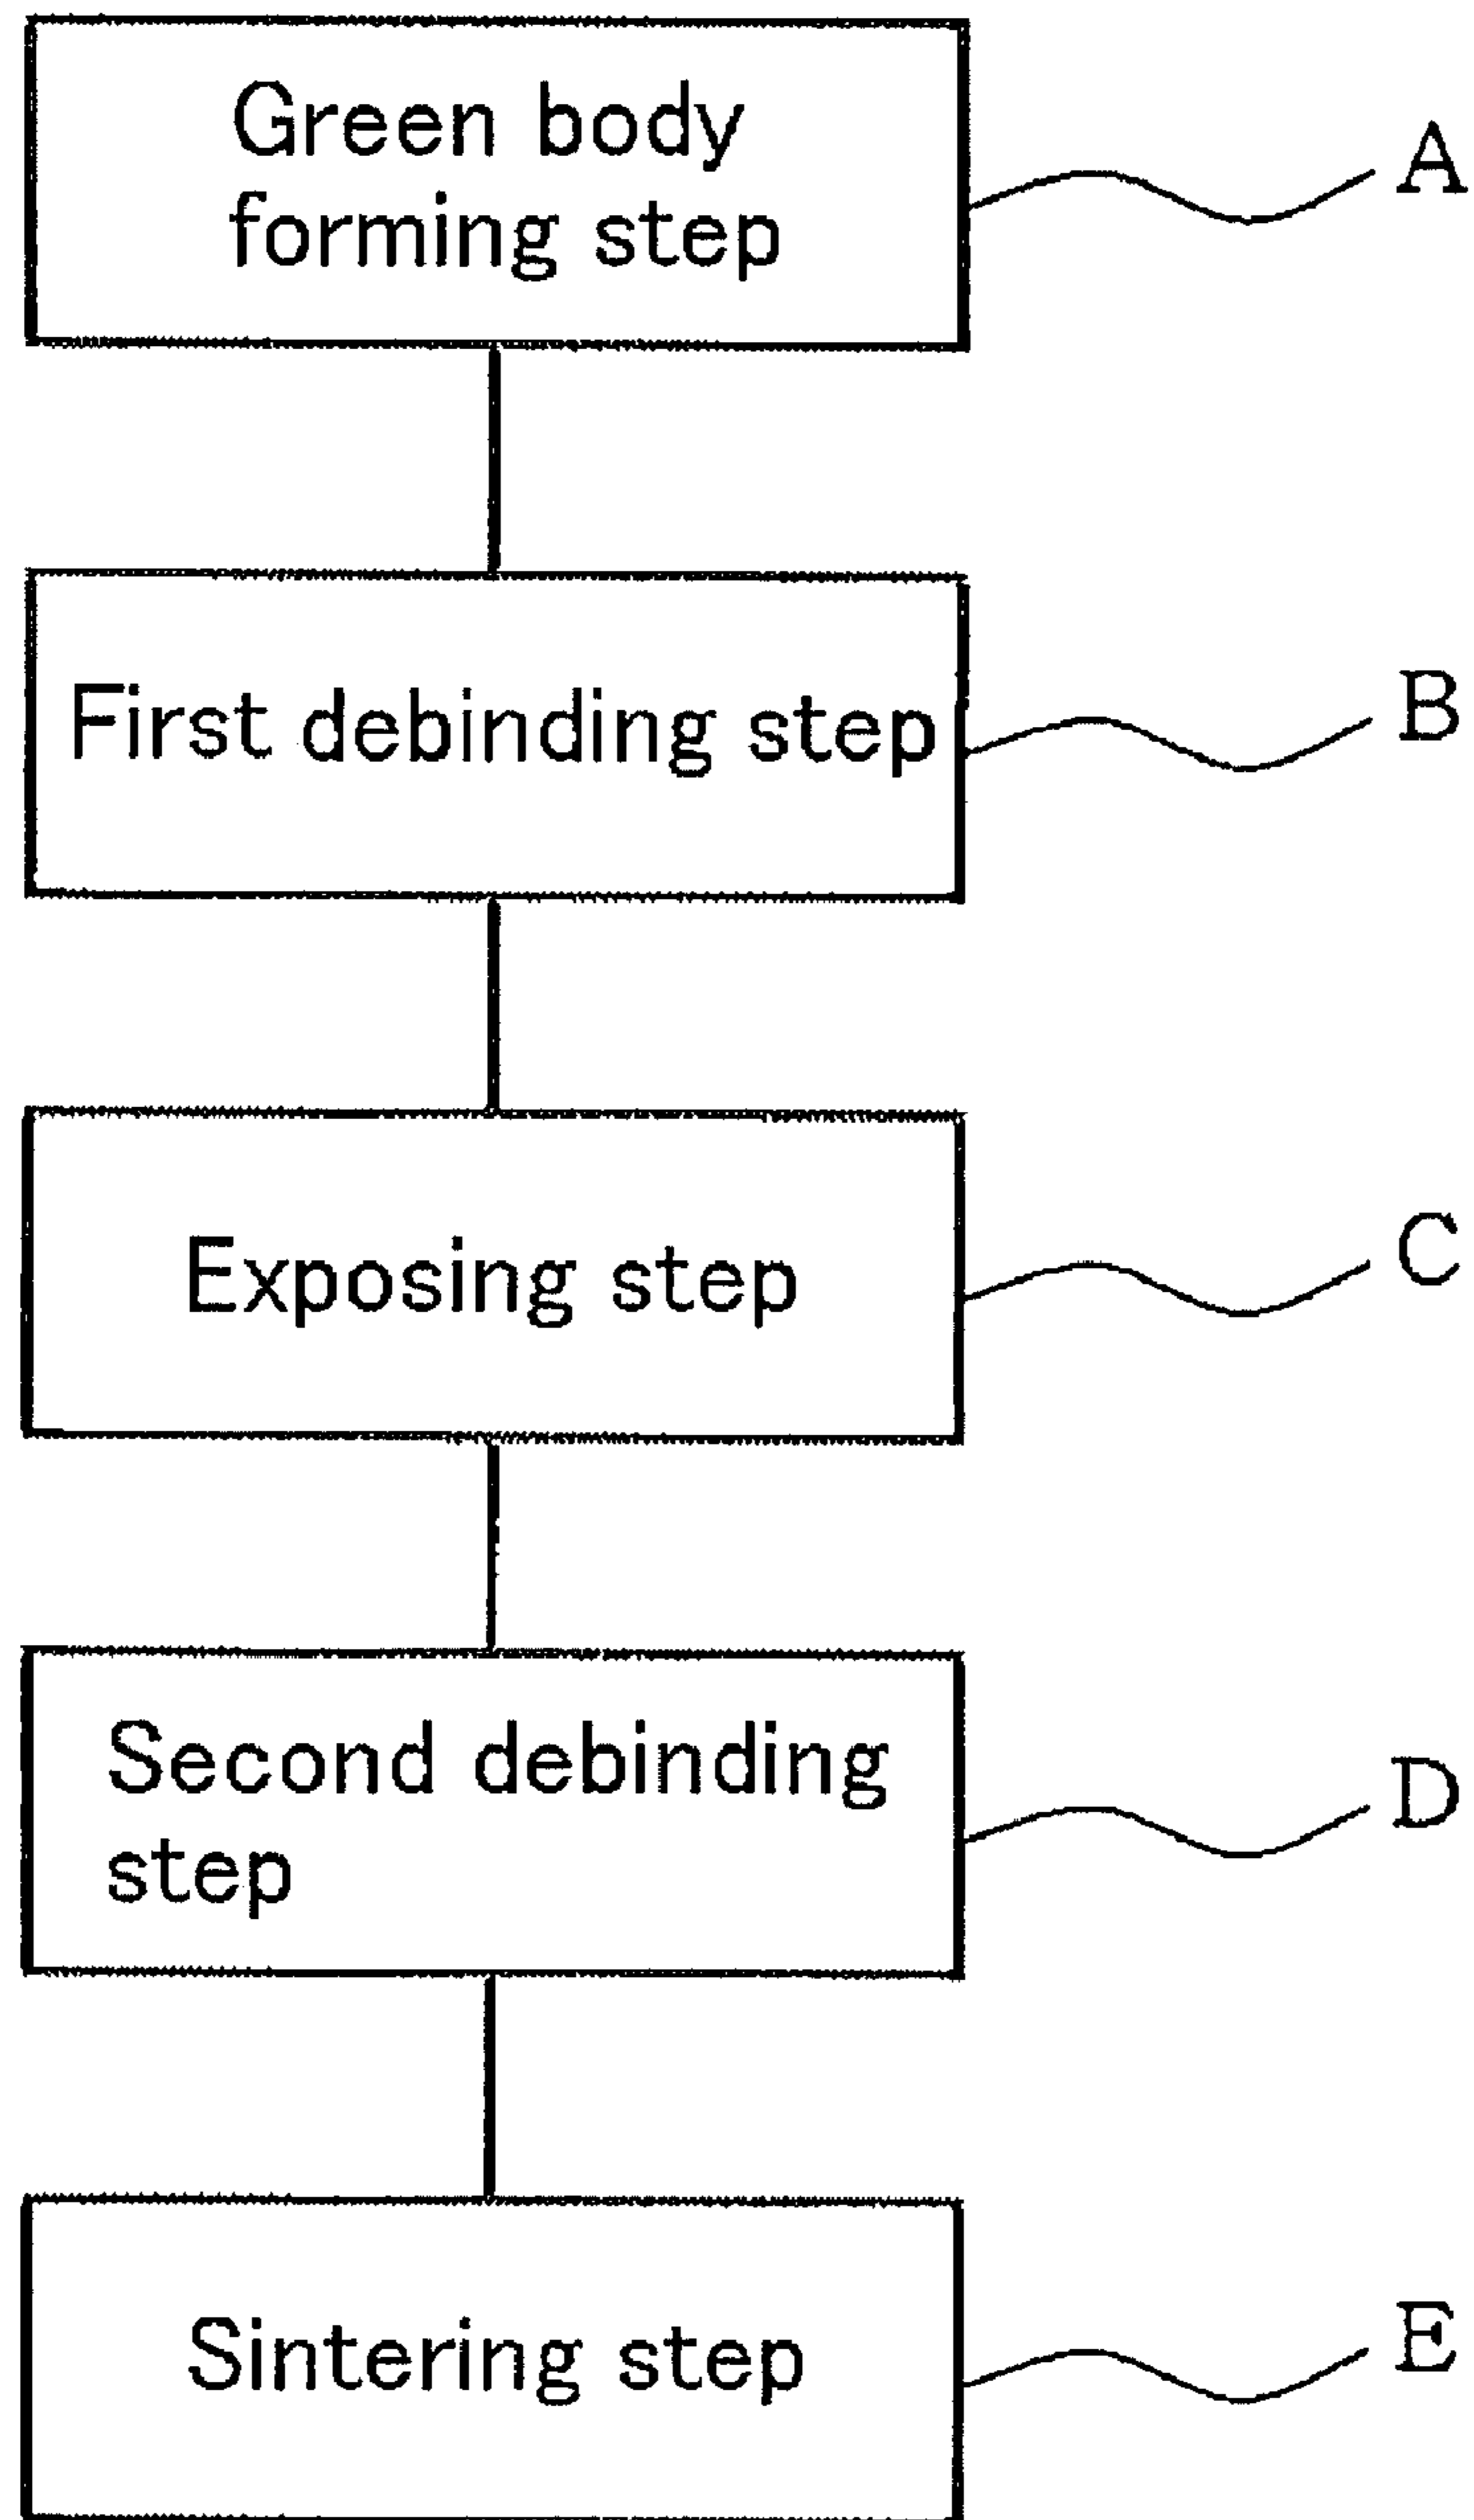 Green body
forming step
A
First debinding step
B
Exposing step
C
Second debinding
step
D
Sintering step
E